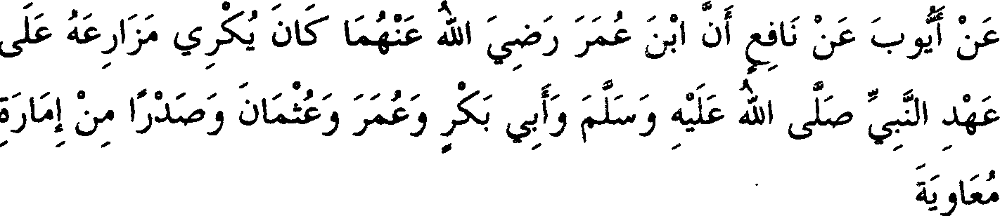 عَنْ أَيُّوبَ عَنْ نَافِعٍ أَنَّ ابْنَ عُمَرَ رَضِيَ اللهُ عَنْهُمَا كَانَ يُكْرِي مَزَارِعَهُ عَلَى
عَهْدِ النَّبِيِّ صَلَّى اللهُ عَلَيْهِ وَسَلَّمَ وَأَبِي بَكْرٍ وَعُمَرَ وَعُثْمَانَ وَصَدْرًا مِنْ إِمَارَةِ
مُعَاوِيَةَ